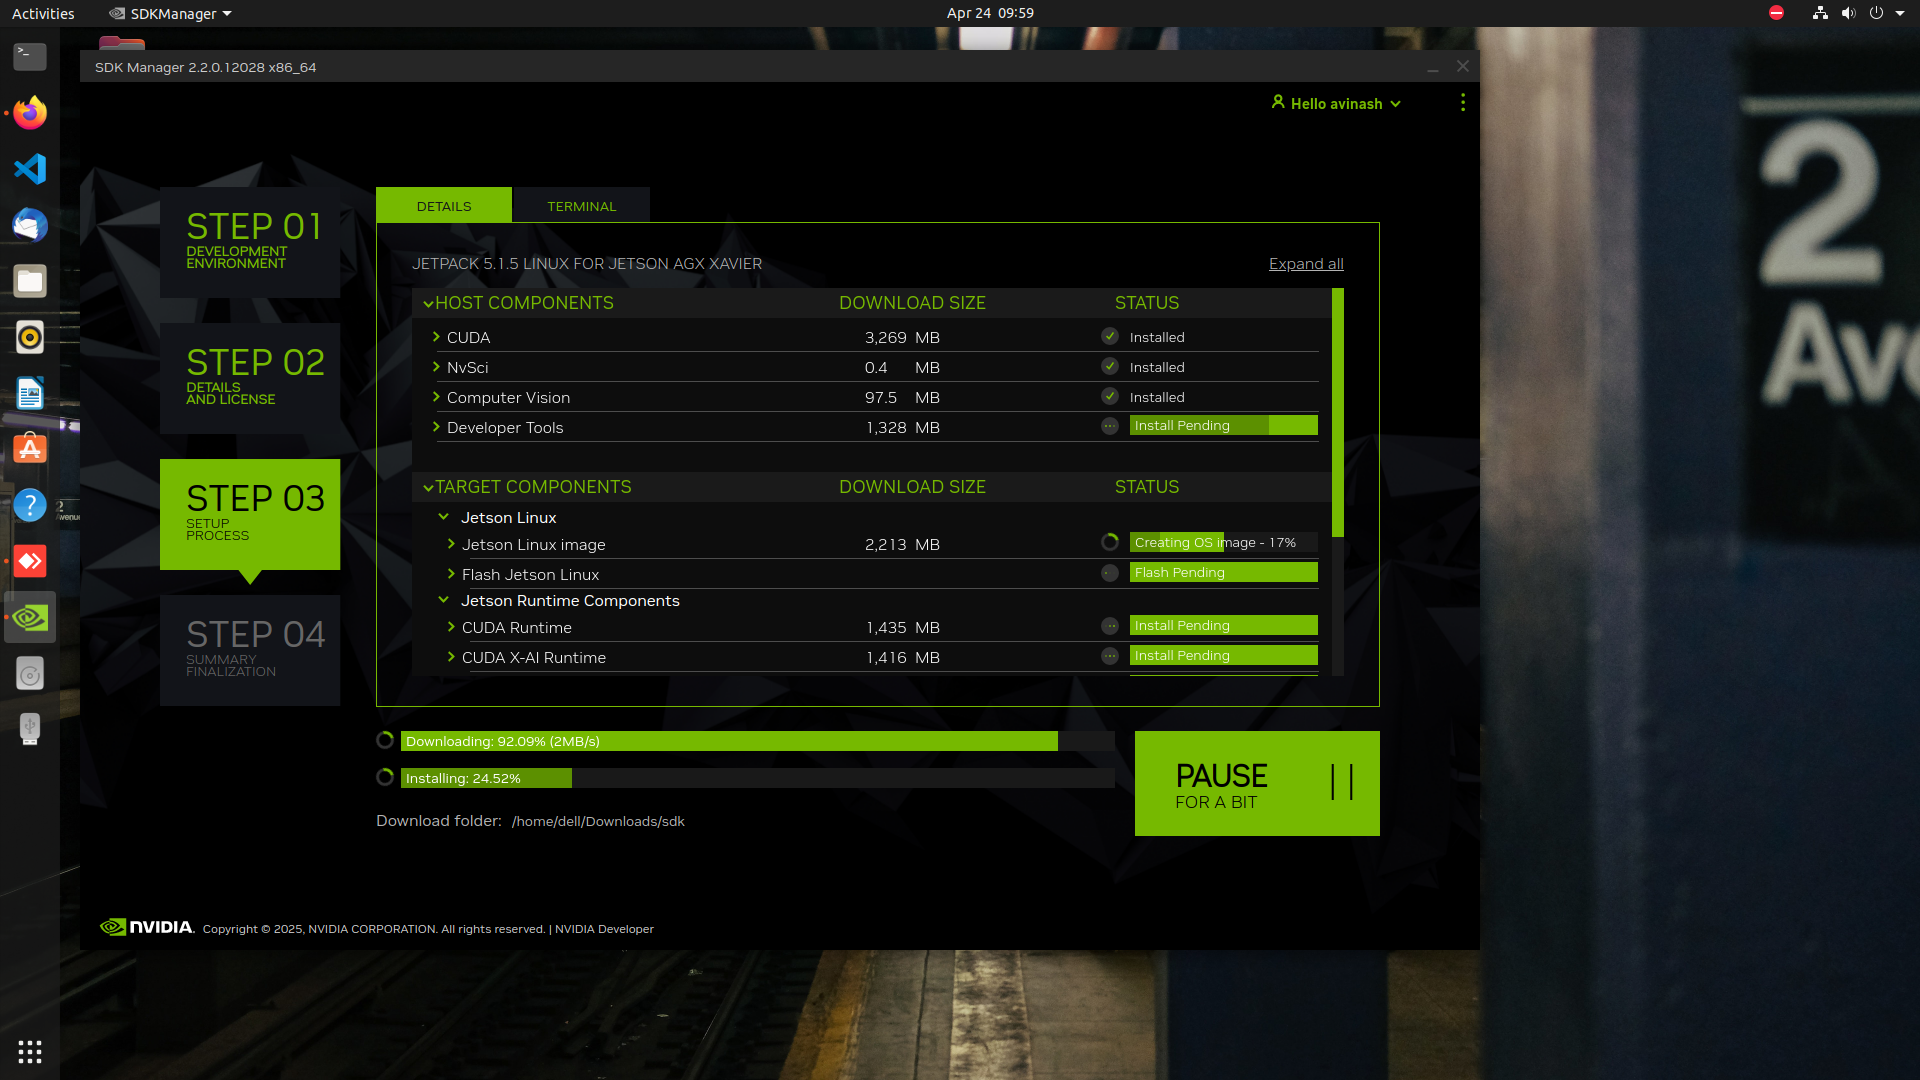 Activities
SDKManager
Apr 24 09:59
SDK Manager 2.2.0.12028 x86_64
Hello avinash
STEP 01
DEVELOPMENT
ENVIRONMENT
STEP 02
DETAILS
AND LICENSE
STEP 03
SETUP
PROCESS
STEP 04
SUMMARY
FINALIZATION
DETAILS
TERMINAL
JETPACK 5.1.5 LINUX FOR JETSON AGX XAVIER
Expand all
HOST COMPONENTS DOWNLOAD SIZE STATUS
CUDA 3,269 MB Installed
NvSci 0.4 MB Installed
Computer Vision 97.5 MB Installed
Developer Tools 1,328 MB Install Pending
TARGET COMPONENTS DOWNLOAD SIZE STATUS
Jetson Linux
Jetson Linux image 2,213 MB Creating OS image - 17%
Flash Jetson Linux Flash Pending
Jetson Runtime Components
CUDA Runtime 1,435 MB Install Pending
CUDA X-AI Runtime 1,416 MB Install Pending
Downloading: 92.09% (2MB/s)
Installing: 24.52%
Download folder: /home/dell/Downloads/sdk
PAUSE
FOR A BIT
NVIDIA. Copyright © 2025, NVIDIA CORPORATION. All rights reserved. | NVIDIA Developer
2
Avenue
2